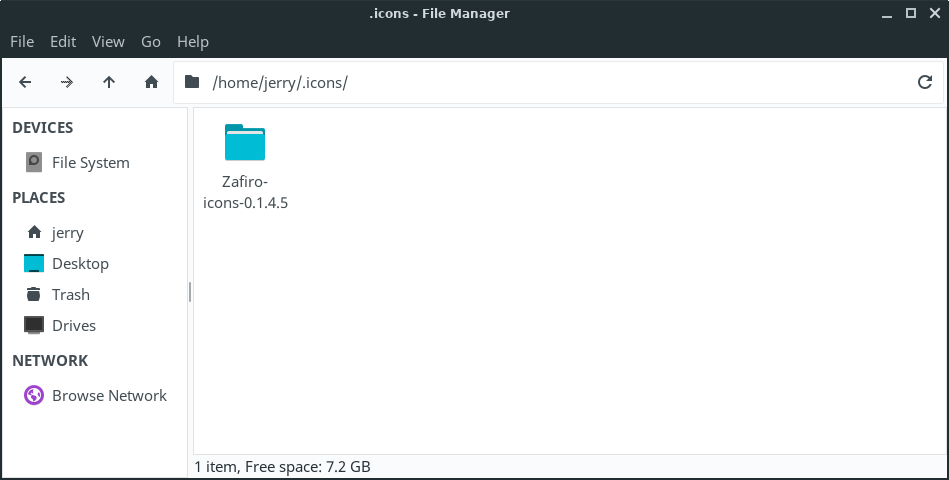 .icons - File Manager
File Edit View Go Help
/home/jerry/.icons/
DEVICES
File System
PLACES
jerry
Desktop
Trash
Drives
NETWORK
Browse Network
Zafiro-
icons-0.1.4.5
1 item, Free space: 7.2 GB